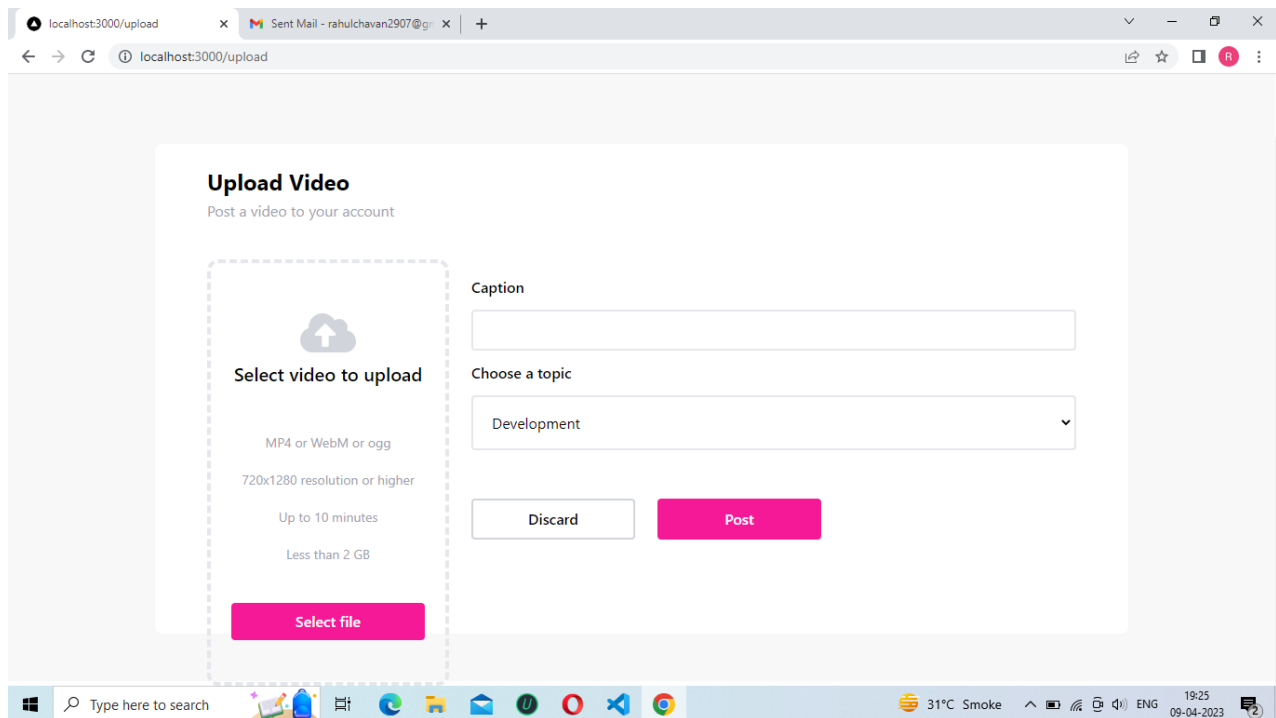 localhost:3000/upload
Sent Mail - rahulchavan2907@gm
localhost:3000/upload
R
Upload Video
Post a video to your account
Select video to upload
MP4 or WebM or ogg
720x1280 resolution or higher
Up to 10 minutes
Less than 2 GB
Select file
Caption
Choose a topic
Development
Discard
Post
Type here to search
31°C Smoke
ENG
19:25
09-04-2023
2